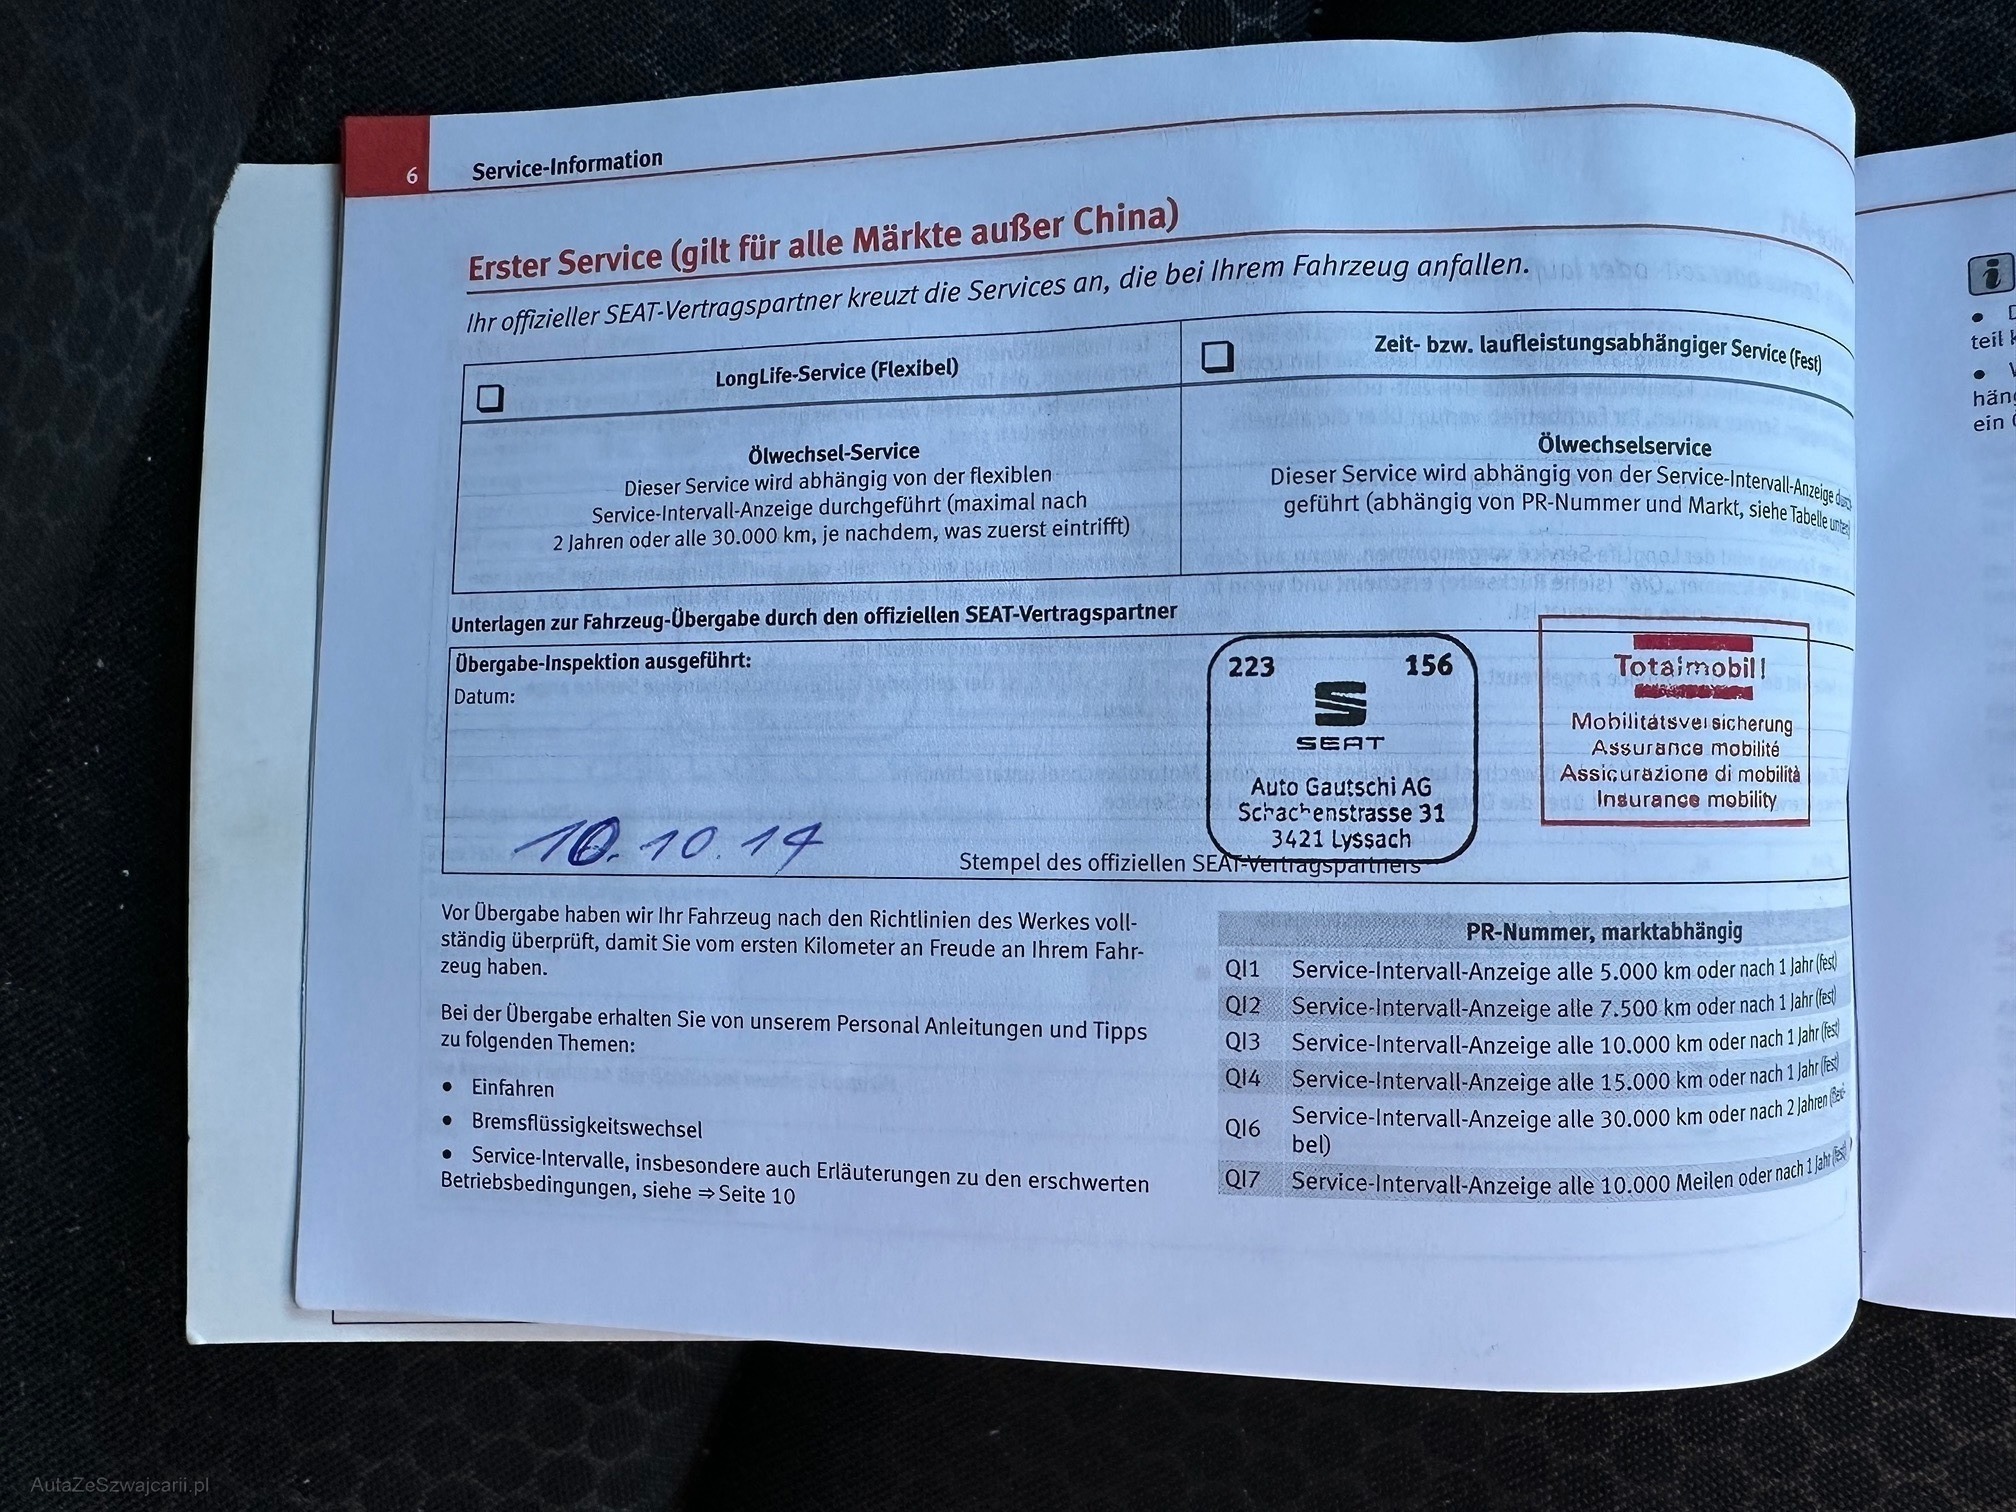 6
Service-Information
Erster Service (gilt für alle Märkte außer China)
Ihr offizieller SEAT-Vertragspartner kreuzt die Services an, die bei Ihrem Fahrzeug anfallen.
LongLife-Service (Flexibel)
Zeit- bzw. laufleistungsabhängiger Service (Fest)
Ölwechsel-Service
Dieser Service wird abhängig von der flexiblen
Service-Intervall-Anzeige durchgeführt (maximal nach
2 Jahren oder alle 30.000 km, je nachdem, was zuerst eintrifft)
Ölwechselservice
Dieser Service wird abhängig von der Service-Intervall-Anzeige durch-
geführt (abhängig von PR-Nummer und Markt, siehe Tabelle unten)
Unterlagen zur Fahrzeug-Übergabe durch den offiziellen SEAT-Vertragspartner
Übergabe-Inspektion ausgeführt:
Datum:
10.10.14
223 156
SEAT
Auto Gautschi AG
Schachenstrasse 31
3421 Lyssach
Stempel des offiziellen SEAT-Vertragspartners
Totalmobil!
Mobilitätsversicherung
Assurance mobilité
Assicurazione di mobilità
Insurance mobility
Vor Übergabe haben wir Ihr Fahrzeug nach den Richtlinien des Werkes voll-
ständig überprüft, damit Sie vom ersten Kilometer an Freude an Ihrem Fahr-
zeug haben.
Bei der Übergabe erhalten Sie von unserem Personal Anleitungen und Tipps
zu folgenden Themen:
• Einfahren
• Bremsflüssigkeitswechsel
• Service-Intervalle, insbesondere auch Erläuterungen zu den erschwerten
Betriebsbedingungen, siehe ⇒ Seite 10
PR-Nummer, marktabhängig
QI1 Service-Intervall-Anzeige alle 5.000 km oder nach 1 Jahr (fest)
QI2 Service-Intervall-Anzeige alle 7.500 km oder nach 1 Jahr (fest)
QI3 Service-Intervall-Anzeige alle 10.000 km oder nach 1 Jahr (fest)
QI4 Service-Intervall-Anzeige alle 15.000 km oder nach 1 Jahr (fest)
QI6 Service-Intervall-Anzeige alle 30.000 km oder nach 2 Jahren (flexi-
bel)
QI7 Service-Intervall-Anzeige alle 10.000 Meilen oder nach 1 Jahr (fest)
i
teil
häng
ein
AutaZeSzwajcarii.pl